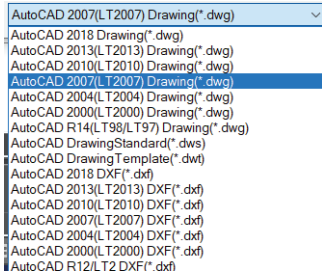 AutoCAD 2007(LT2007) Drawing(*.dwg)
AutoCAD 2018 Drawing(*.dwg)
AutoCAD 2013(LT2013) Drawing(*.dwg)
AutoCAD 2010(LT2010) Drawing(*.dwg)
AutoCAD 2007(LT2007) Drawing(*.dwg)
AutoCAD 2004(LT2004) Drawing(*.dwg)
AutoCAD 2000(LT2000) Drawing(*.dwg)
AutoCAD R14(LT98/LT97) Drawing(*.dwg)
AutoCAD DrawingStandard(*.dws)
AutoCAD DrawingTemplate(*.dwt)
AutoCAD 2018 DXF(*.dxf)
AutoCAD 2013(LT2013) DXF(*.dxf)
AutoCAD 2010(LT2010) DXF(*.dxf)
AutoCAD 2007(LT2007) DXF(*.dxf)
AutoCAD 2004(LT2004) DXF(*.dxf)
AutoCAD 2000(LT2000) DXF(*.dxf)
AutoCAD R12/LT2 DXF(*.dxf)